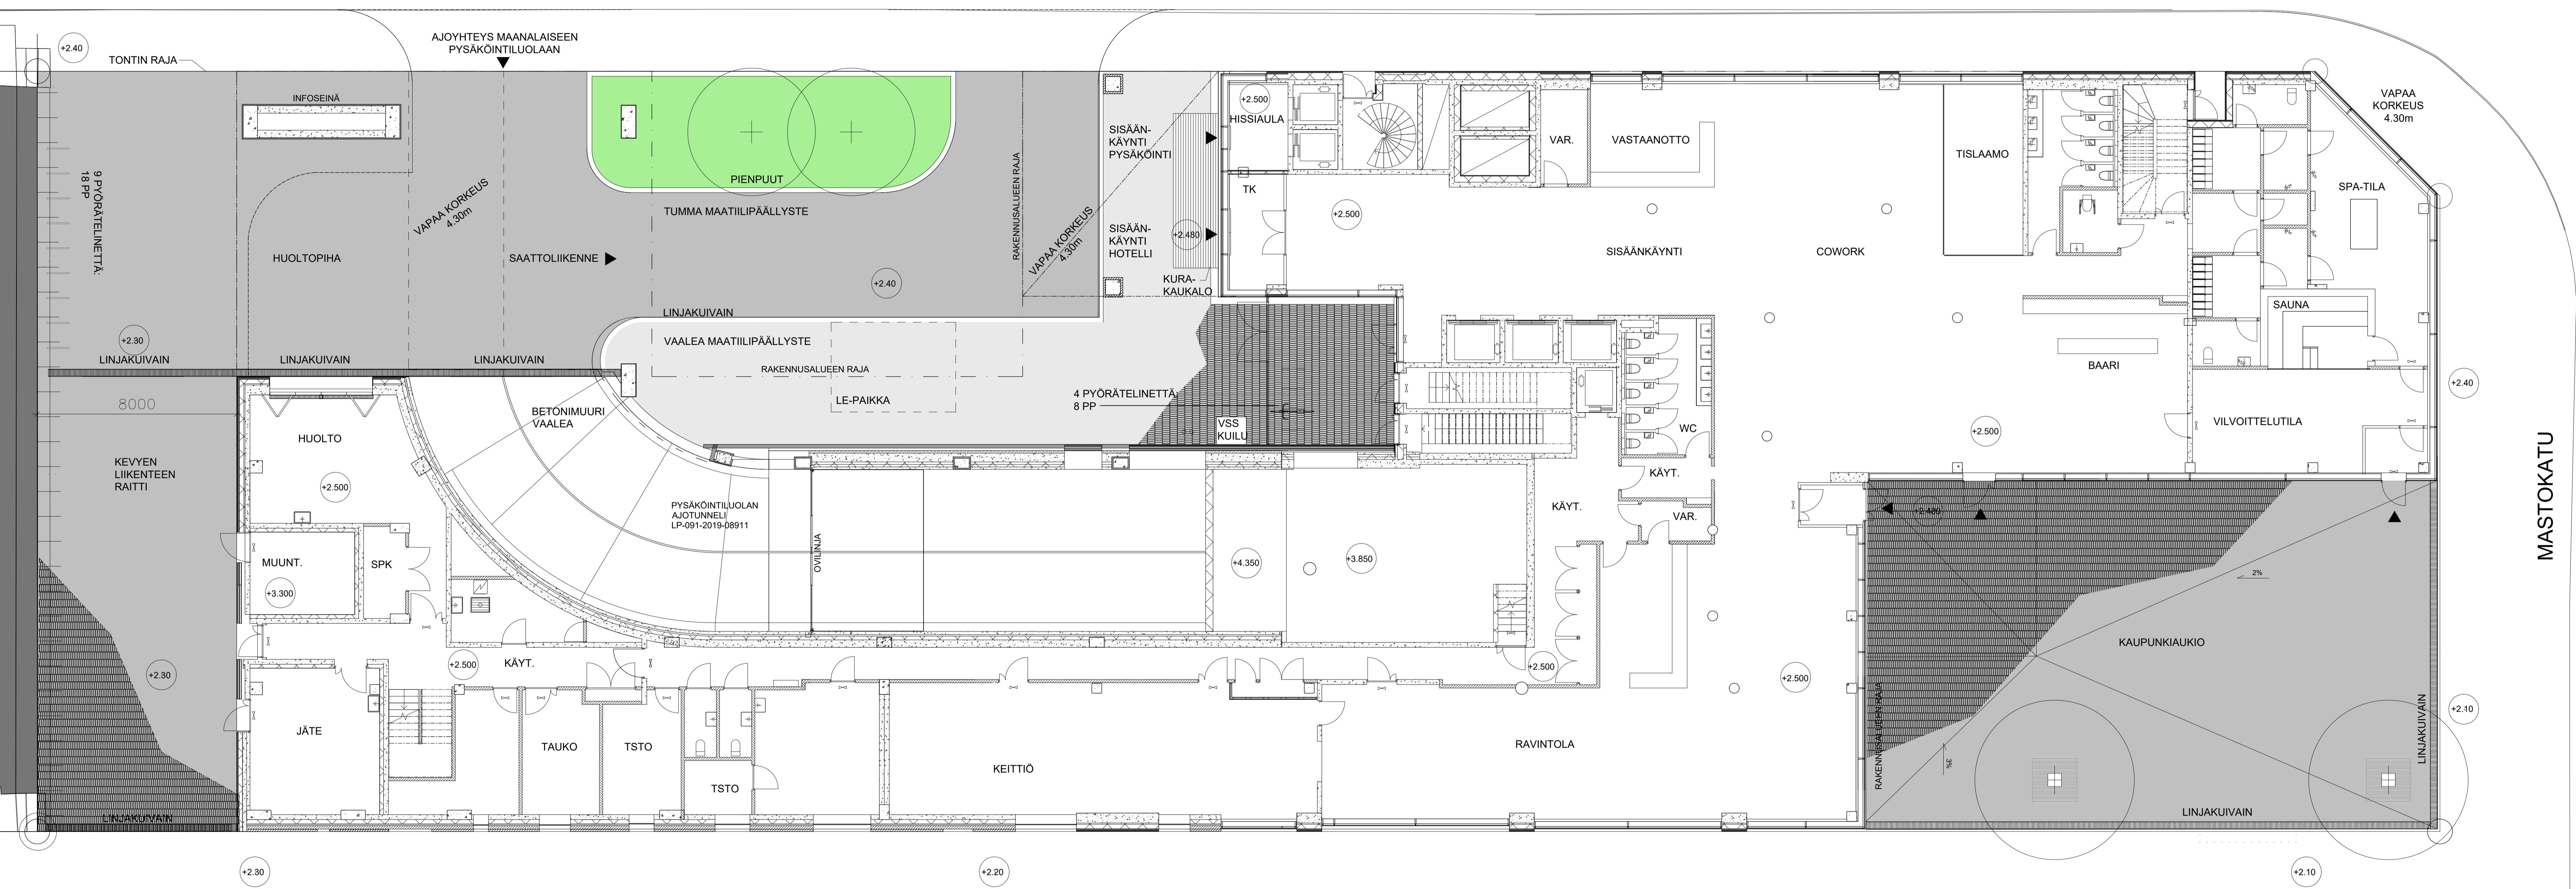 +2.40
TONTIN RAJA
AJOYHTEYS MAANALAISEEN
PYSÄKÖINTILUOLAAN
INFOSEINÄ
9 PYÖRÄTELINETTÄ:
18 PP
VAPAA KORKEUS
4.30m
HUOLTOPIHA
SAATTOLIIKENNE
PIENPUUT
TUMMA MAATIILIPÄÄLLYSTE
+2.40
RAKENNUSALUEEN RAJA
VAPAA KORKEUS
4.30m
SISÄÄN-
KÄYNTI
PYSÄKÖINTI
SISÄÄN-
KÄYNTI
HOTELLI
+2.480
KURA-
KAUKALO
+2.500
HISSIAULA
TK
+2.500
VAR.
VASTAANOTTO
SISÄÄNKÄYNTI
COWORK
TISLAAMO
BAARI
SPA-TILA
SAUNA
VILVOITTELUTILA
+2.500
VAPAA
KORKEUS
4.30m
+2.40
MASTOKATU
+2.30
LINJAKUIVAIN
LINJAKUIVAIN
LINJAKUIVAIN
LINJAKUIVAIN
VAALEA MAATIILIPÄÄLLYSTE
RAKENNUSALUEEN RAJA
LE-PAIKKA
4 PYÖRÄTELINETTÄ,
8 PP
VSS
KUILU
WC
KÄYT.
KÄYT.
VAR.
8000
KEVYEN
LIIKENTEEN
RAITTI
HUOLTO
+2.500
BETONIMUURI
VAALEA
PYSÄKÖINTILUOLAN
AJOTUNNELI
LP-091-2019-08911
OVILINJA
+4.350
+3.850
MUUNT.
+3.300
SPK
+2.30
+2.500
KÄYT.
+2.500
+2.500
JÄTE
TAUKO
TSTO
TSTO
KEITTIÖ
RAVINTOLA
+2.480
RAKENNUSALUEEN RAJA
2%
3%
KAUPUNKIAUKIO
LINJAKUIVAIN
LINJAKUIVAIN
+2.10
LINJAKUIVAIN
+2.30
+2.20
+2.10